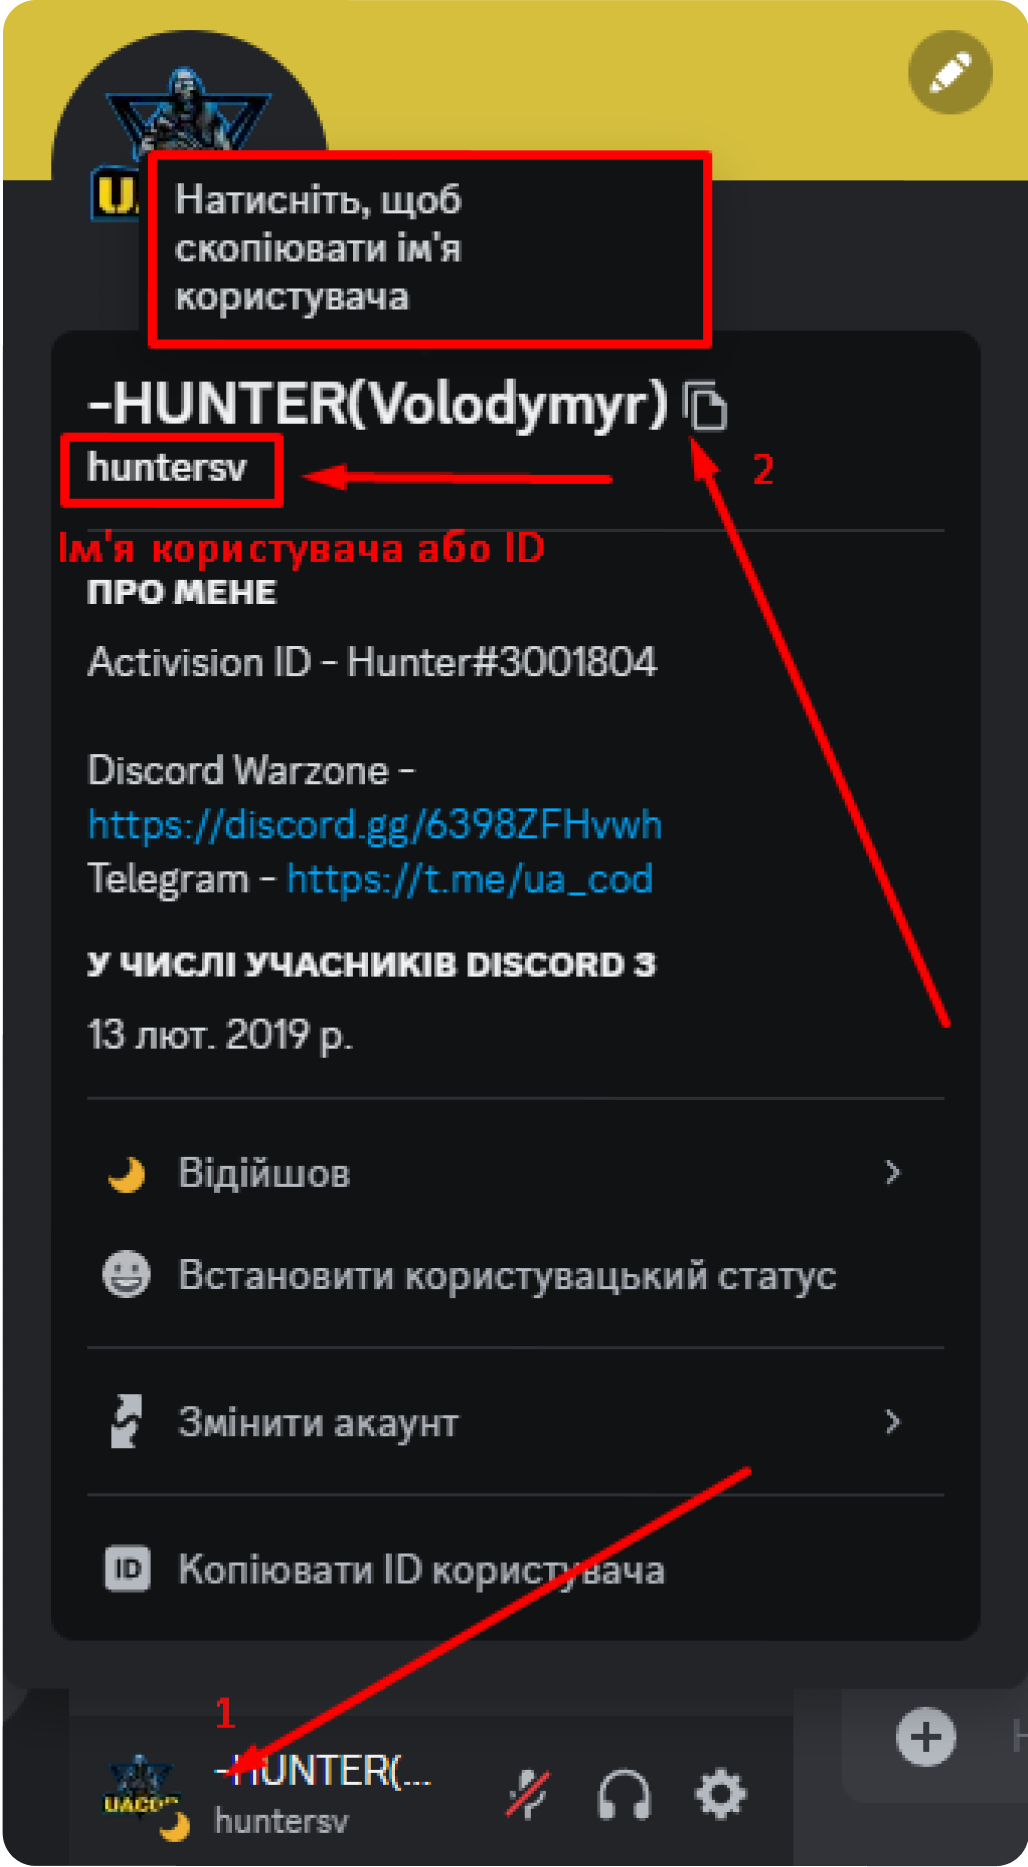 Натисніть, щоб
скопіювати ім'я
користувача
-HUNTER(Volodymyr)
huntersv
2
Ім'я користувача або ID
ПРО МЕНЕ
Activision ID - Hunter#3001804
Discord Warzone -
https://discord.gg/6398ZFHvwh
Telegram - https://t.me/ua_cod
У ЧИСЛІ УЧАСНИКІВ DISCORD З
13 лют. 2019 р.
Відійшов
Встановити користувацький статус
Змінити акаунт
ID Копіювати ID користувача
1
-HUNTER(...
UACOD
huntersv